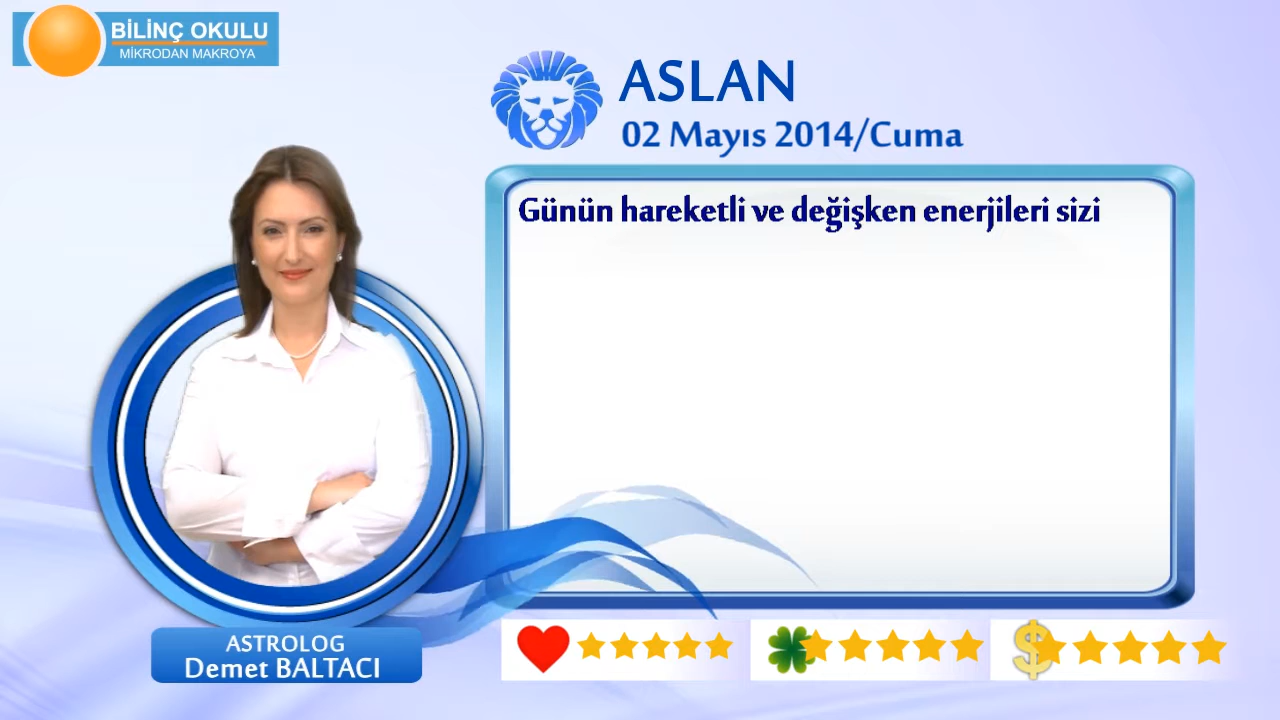 BİLİNÇ OKULU
MİKRODAN MAKROYA
ASLAN
02 Mayıs 2014/Cuma
Günün hareketli ve değişken enerjileri sizi
ASTROLOG
Demet BALTACI